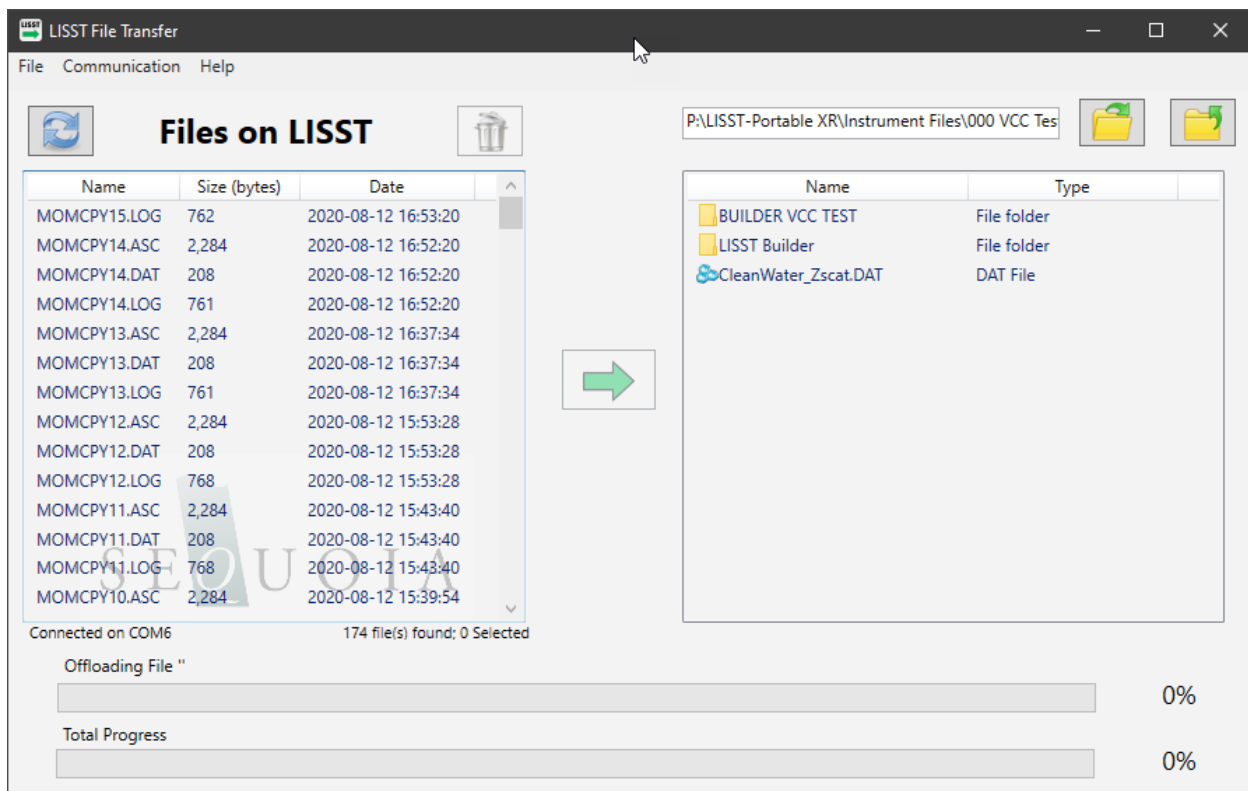 LISST LISST File Transfer
File Communication Help
Files on LISST
P:\LISST-Portable XR\Instrument Files\000 VCC Tes
Name Size (bytes) Date
MOMCPY15.LOG 762 2020-08-12 16:53:20
MOMCPY14.ASC 2,284 2020-08-12 16:52:20
MOMCPY14.DAT 208 2020-08-12 16:52:20
MOMCPY14.LOG 761 2020-08-12 16:52:20
MOMCPY13.ASC 2,284 2020-08-12 16:37:34
MOMCPY13.DAT 208 2020-08-12 16:37:34
MOMCPY13.LOG 761 2020-08-12 16:37:34
MOMCPY12.ASC 2,284 2020-08-12 15:53:28
MOMCPY12.DAT 208 2020-08-12 15:53:28
MOMCPY12.LOG 768 2020-08-12 15:53:28
MOMCPY11.ASC 2,284 2020-08-12 15:43:40
MOMCPY11.DAT 208 2020-08-12 15:43:40
MOMCPY11.LOG 768 2020-08-12 15:43:40
MOMCPY10.ASC 2,284 2020-08-12 15:39:54
SEQUOIA
Name Type
BUILDER VCC TEST File folder
LISST Builder File folder
CleanWater_Zscat.DAT DAT File
Connected on COM6 174 file(s) found; 0 Selected
Offloading File ''
0%
Total Progress
0%